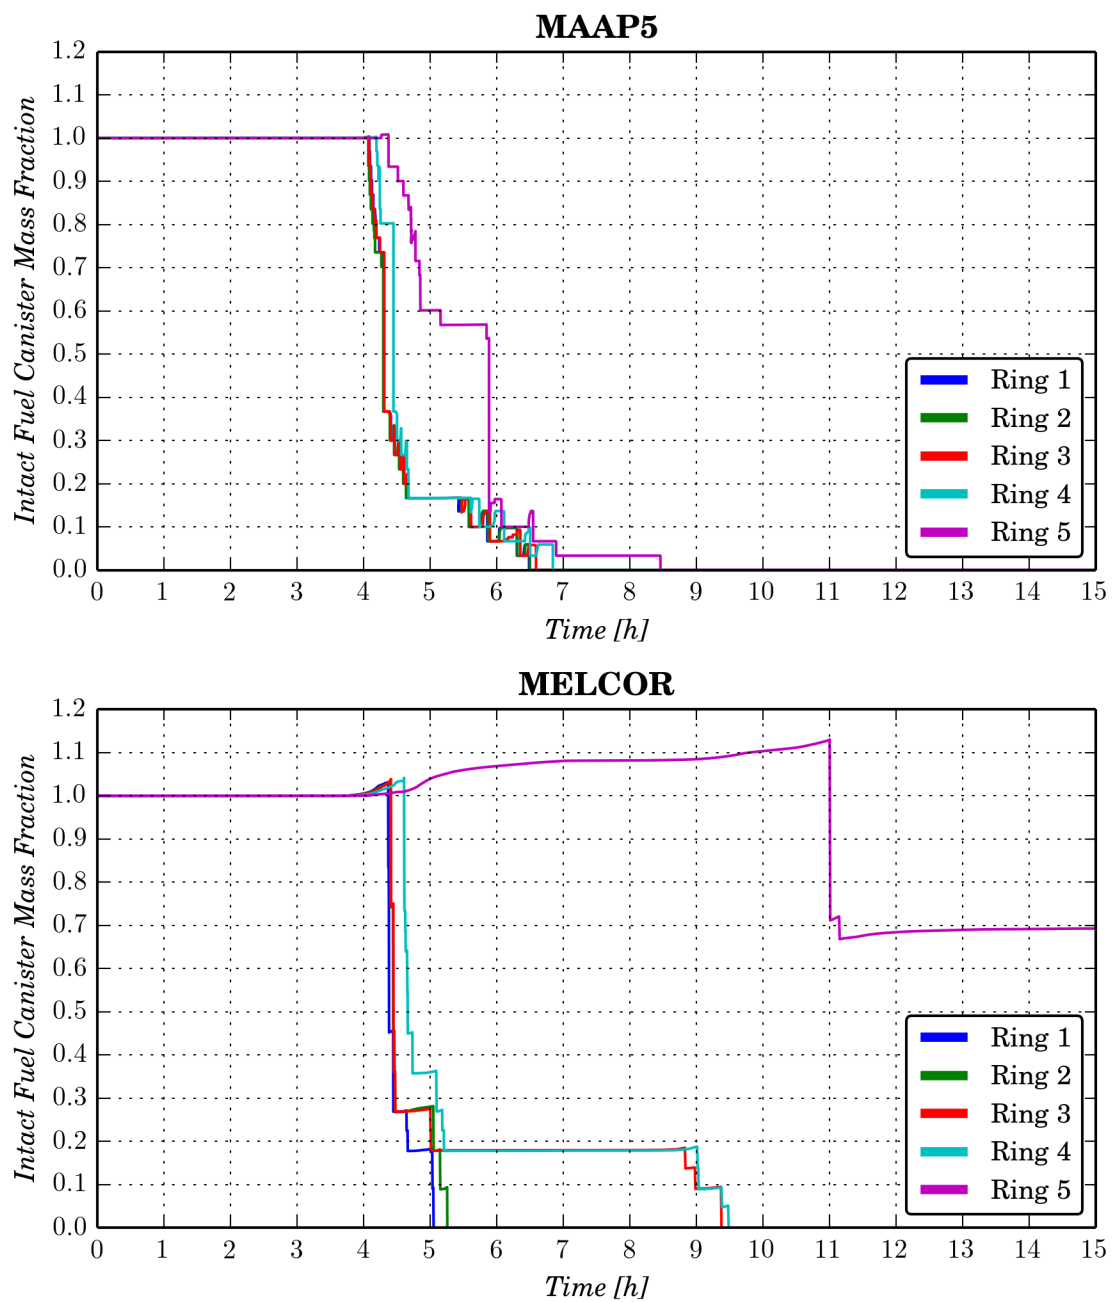 MAAP5
1.2
1.1
1.0
0.9
0.8
0.7
0.6
0.5
0.4
0.3
0.2
0.1
0.0
Intact Fuel Canister Mass Fraction
Ring 1
Ring 2
Ring 3
Ring 4
Ring 5
0 1 2 3 4 5 6 7 8 9 10 11 12 13 14 15
Time [h]
MELCOR
1.2
1.1
1.0
0.9
0.8
0.7
0.6
0.5
0.4
0.3
0.2
0.1
0.0
Intact Fuel Canister Mass Fraction
Ring 1
Ring 2
Ring 3
Ring 4
Ring 5
0 1 2 3 4 5 6 7 8 9 10 11 12 13 14 15
Time [h]